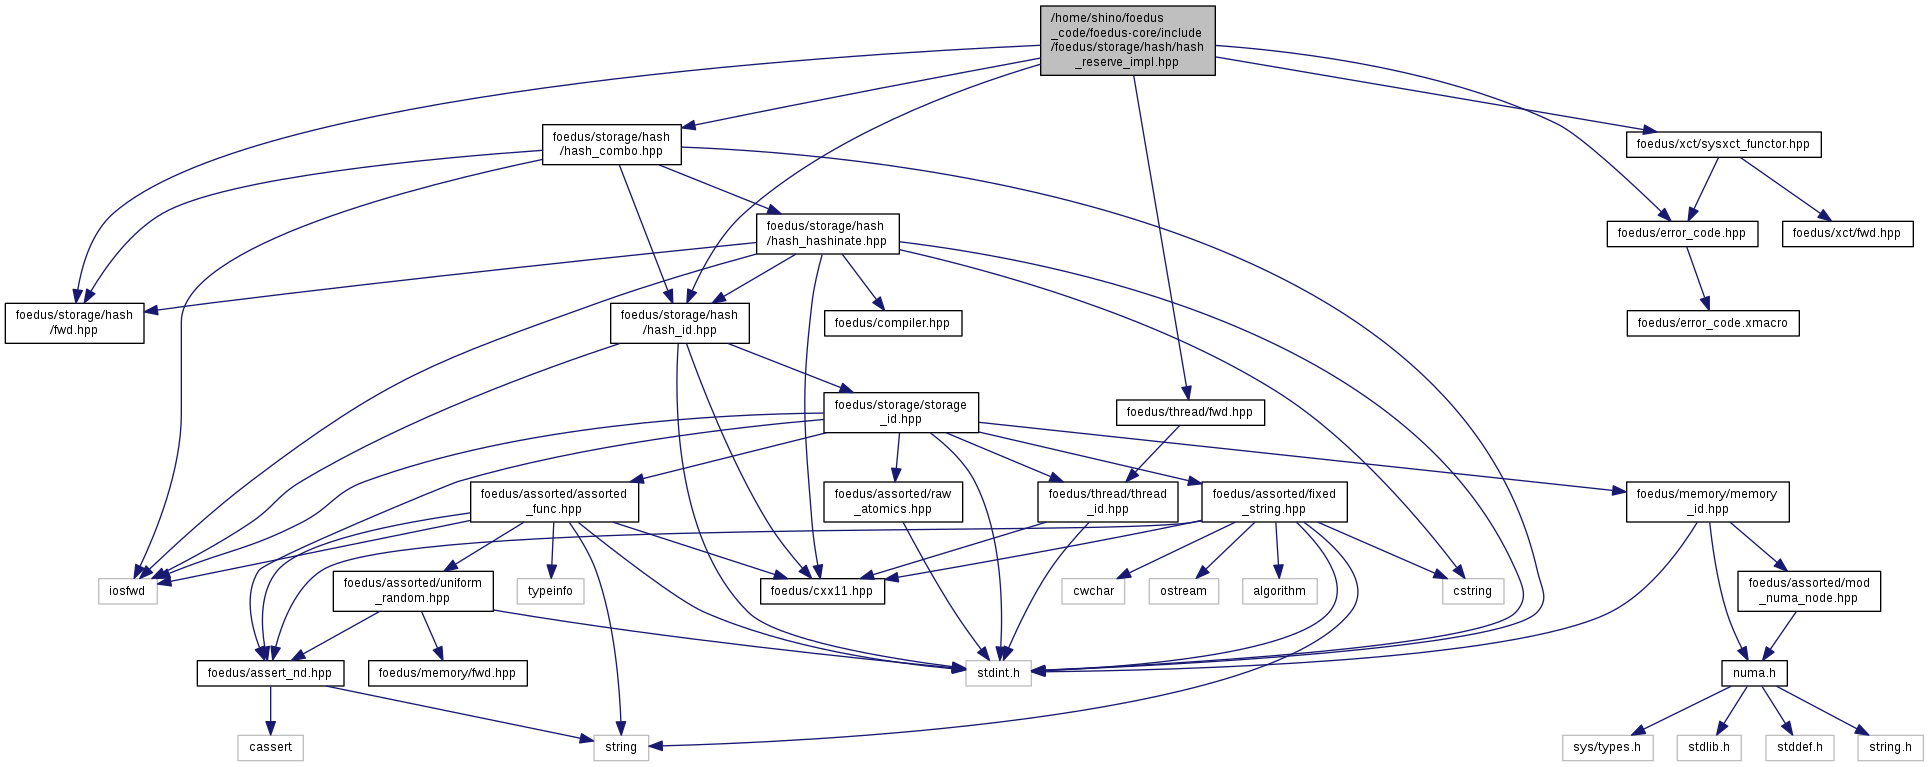 /home/shino/foedus
_code/foedus-core/include
/foedus/storage/hash/hash
_reserve_impl.hpp
foedus/storage/hash
/hash_combo.hpp
foedus/xct/sysxct_functor.hpp
foedus/storage/hash
/hash_hashinate.hpp
foedus/error_code.hpp
foedus/xct/fwd.hpp
foedus/storage/hash
/fwd.hpp
foedus/storage/hash
/hash_id.hpp
foedus/compiler.hpp
foedus/error_code.xmacro
foedus/storage/storage
_id.hpp
foedus/thread/fwd.hpp
foedus/assorted/assorted
_func.hpp
foedus/assorted/raw
_atomics.hpp
foedus/thread/thread
_id.hpp
foedus/assorted/fixed
_string.hpp
foedus/memory/memory
_id.hpp
iosfwd
foedus/assorted/uniform
_random.hpp
typeinfo
foedus/cxx11.hpp
cwchar
ostream
algorithm
cstring
foedus/assorted/mod
_numa_node.hpp
foedus/assert_nd.hpp
foedus/memory/fwd.hpp
stdint.h
numa.h
cassert
string
sys/types.h
stdlib.h
stddef.h
string.h